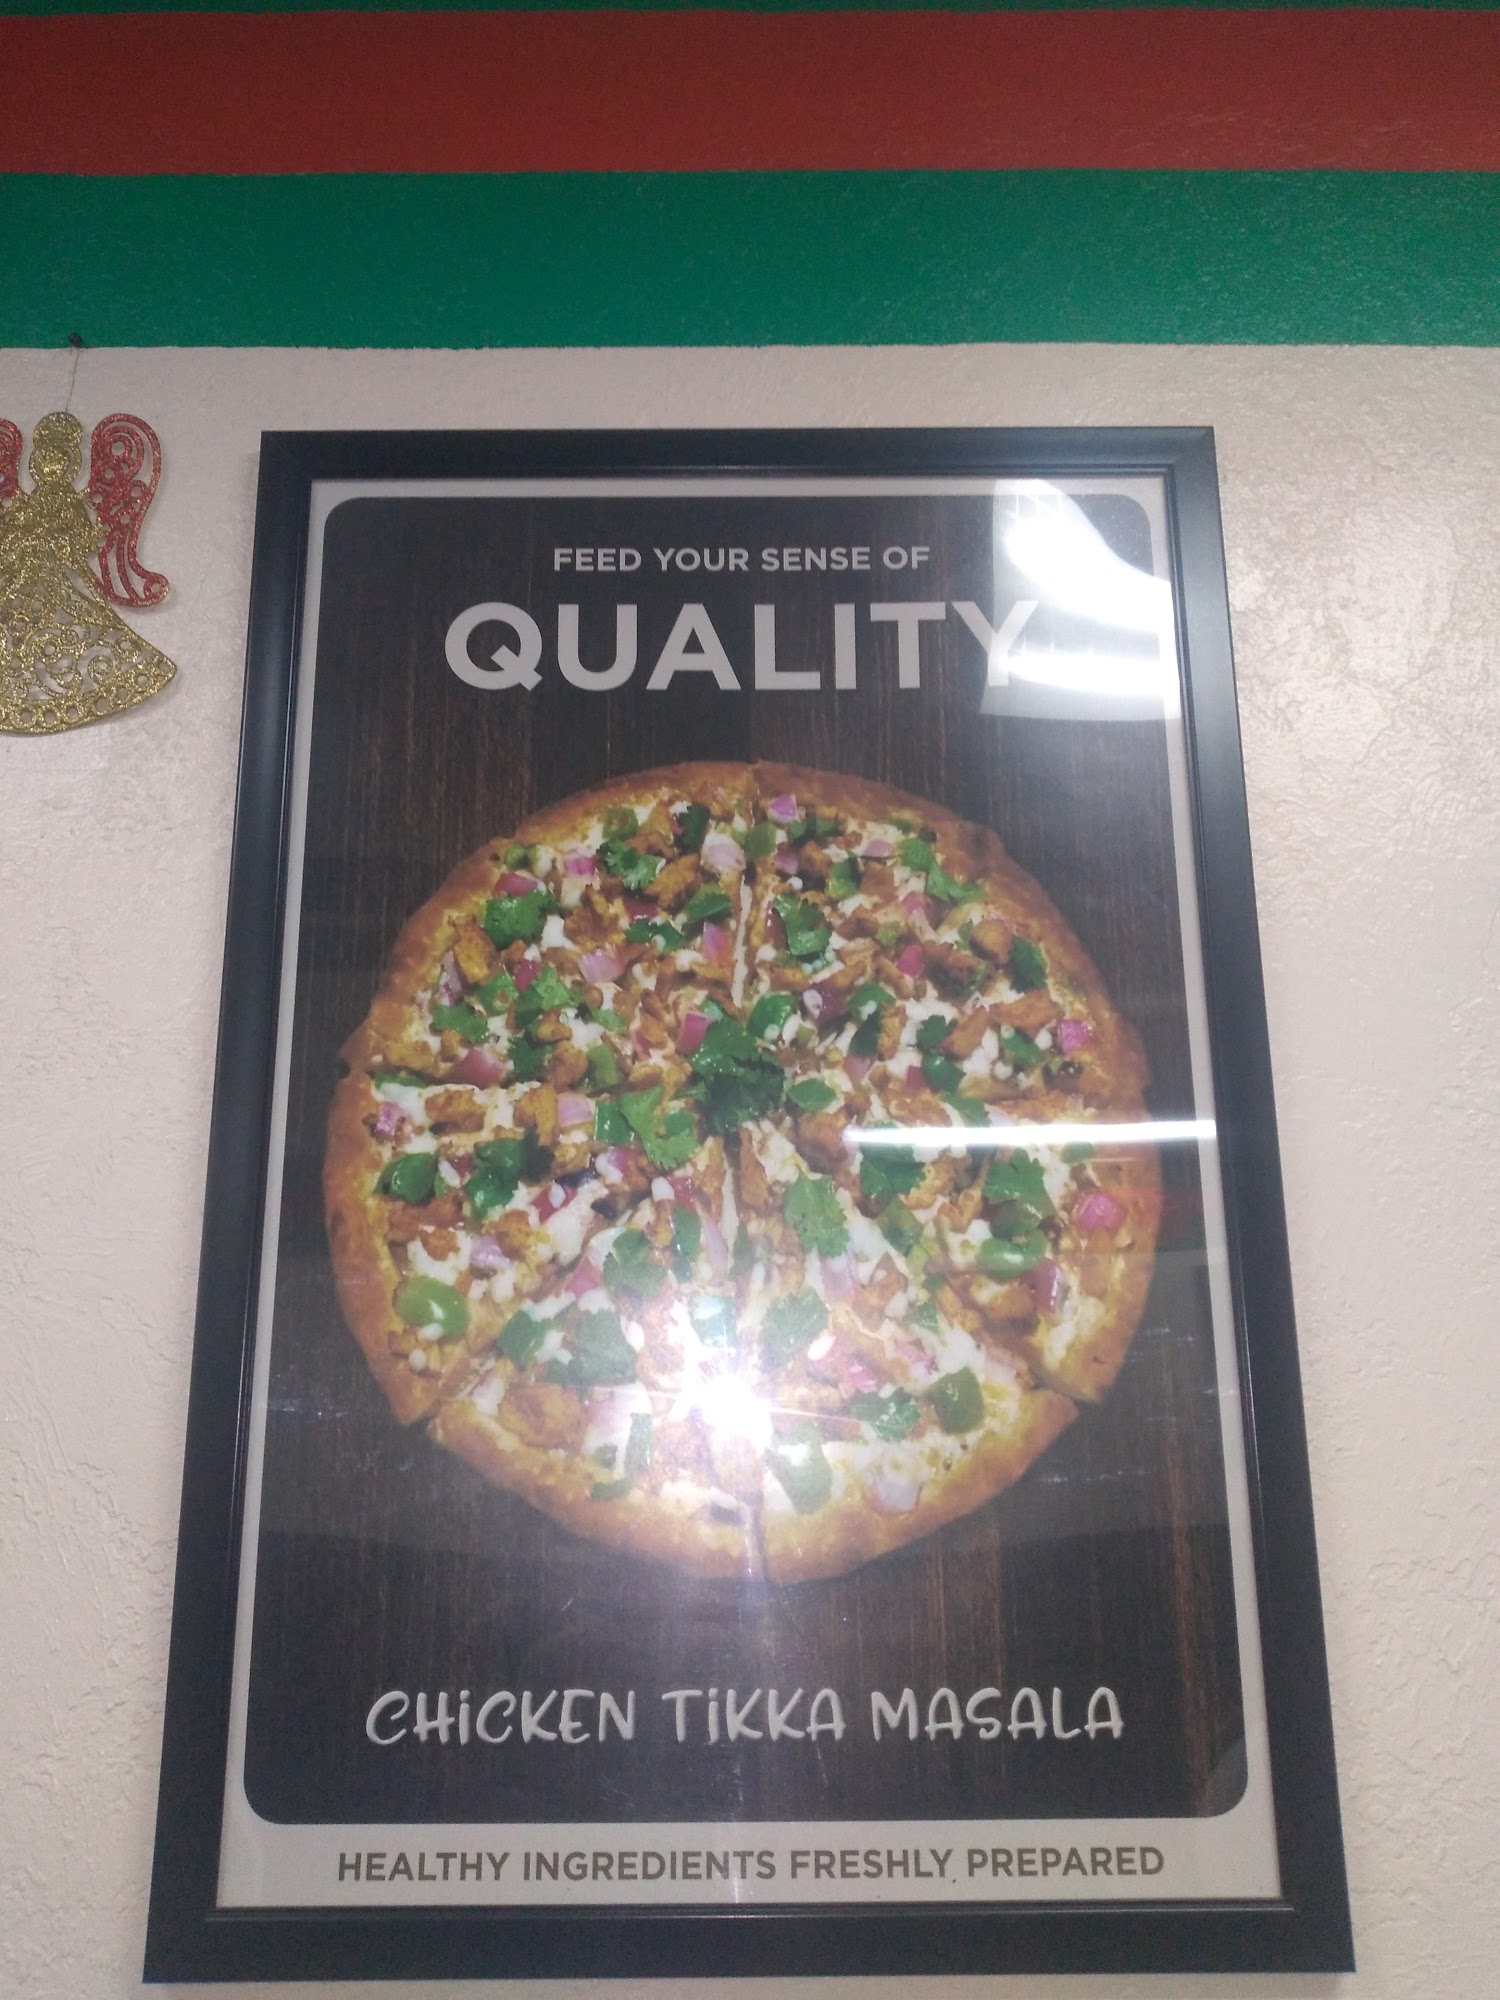 FEED YOUR SENSE OF
QUALITY
CHiCKEN TiKKA MASALA
HEALTHY INGREDIENTS FRESHLY PREPARED